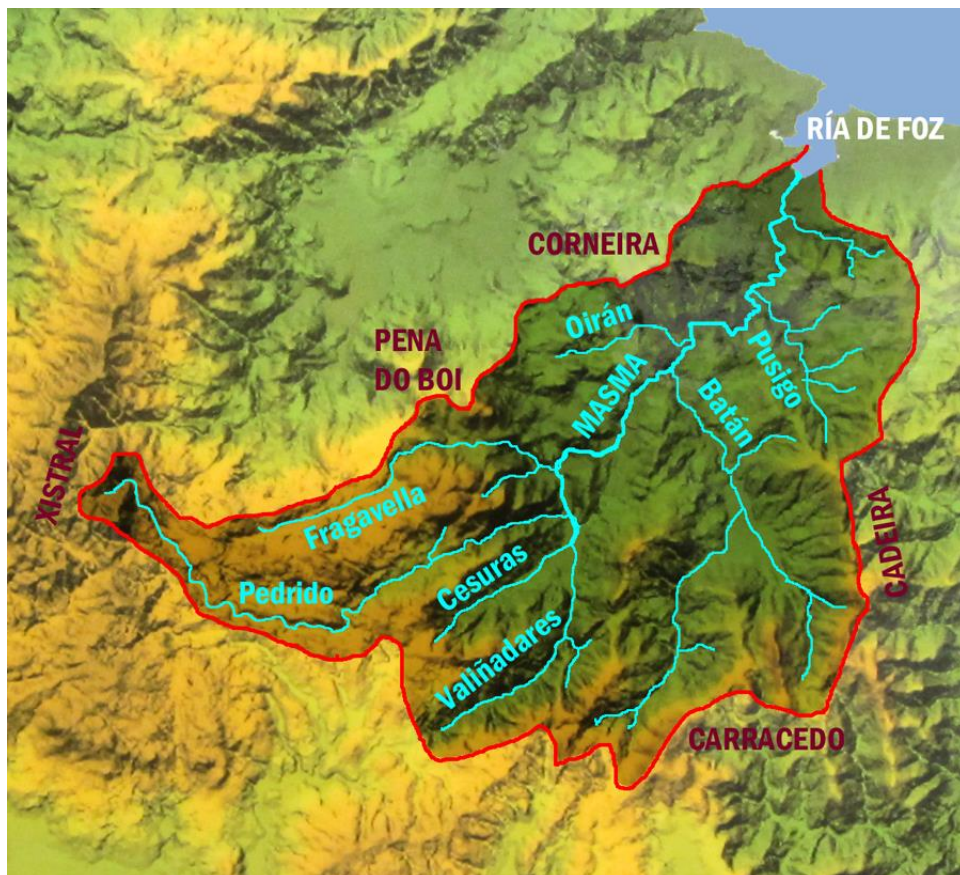 RÍA DE FOZ
CORNEIRA
Oirán
PENA
DO BOI
MASMA
Pusigo
Batán
XISTRAL
Fragavella
CADEIRA
Pedrido
Cesuras
Valiñadares
CARRACEDO